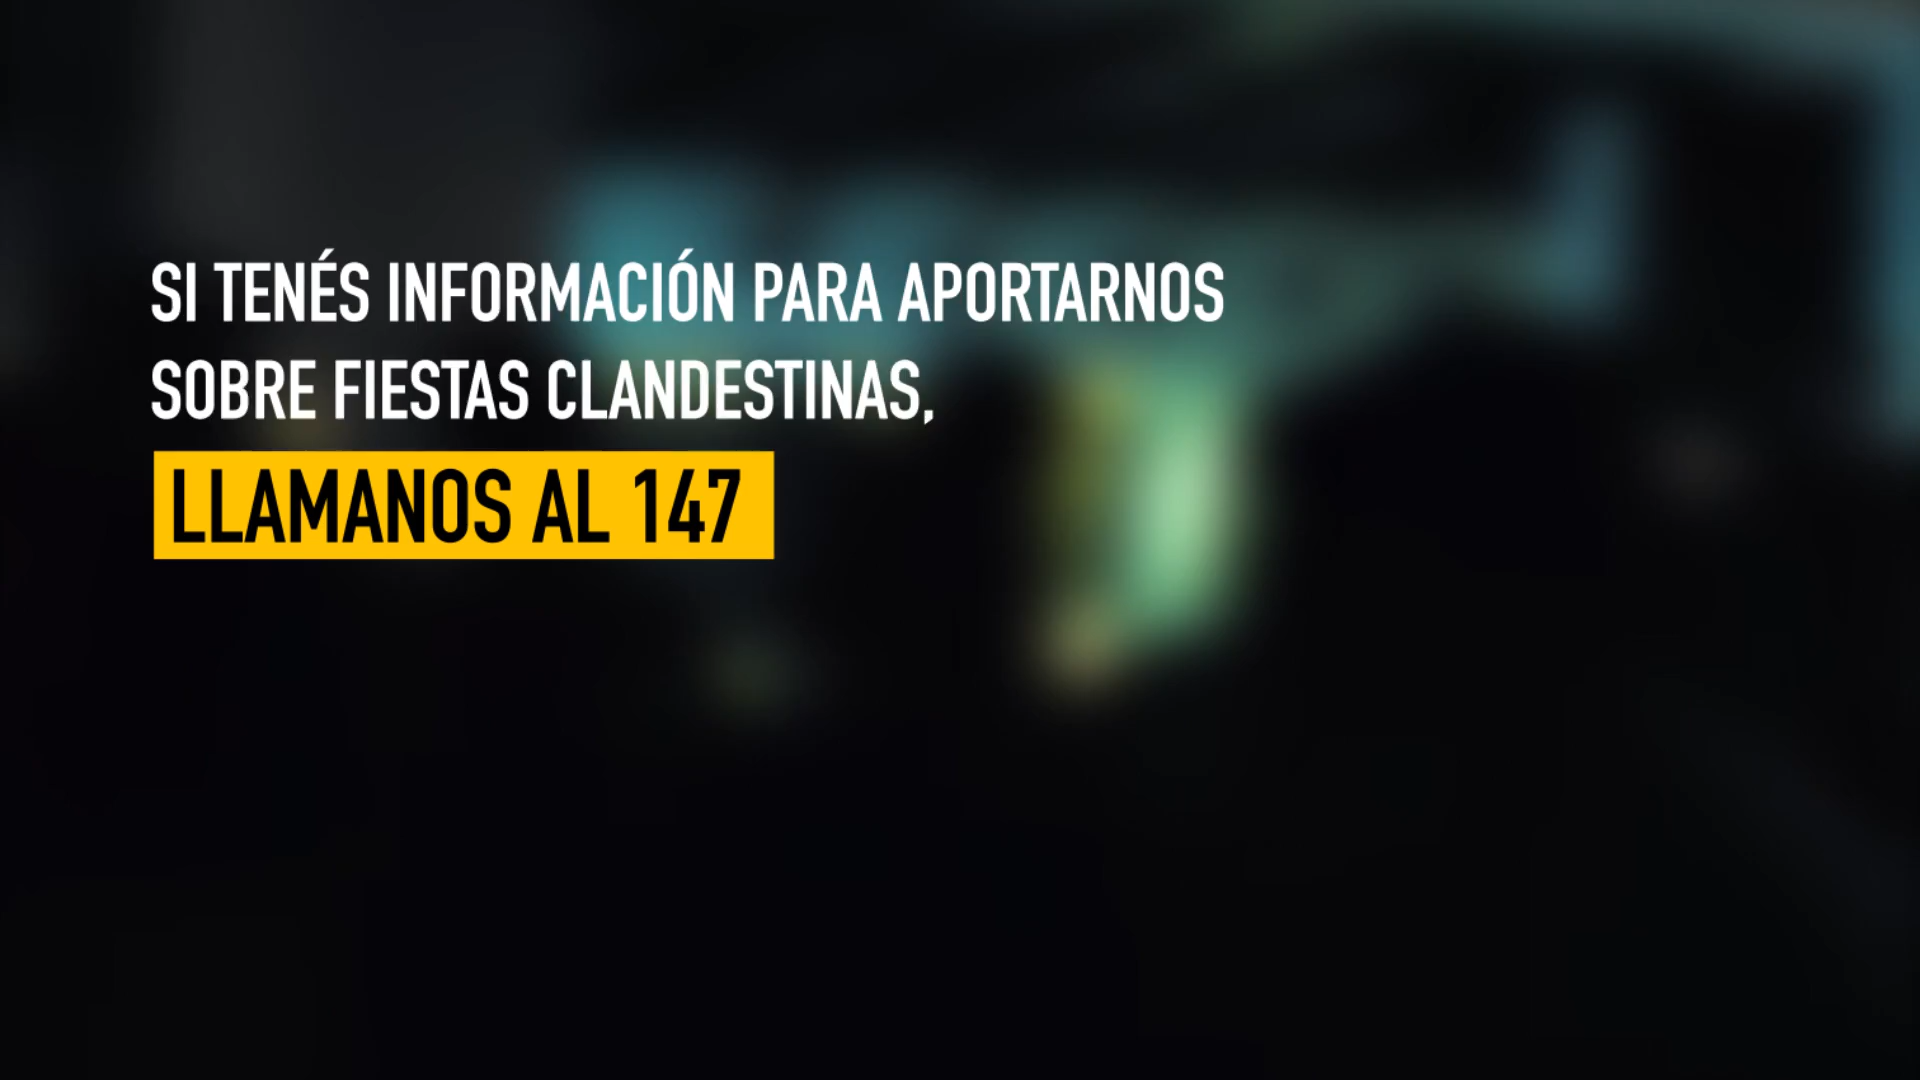 SI TENÉS INFORMACIÓN PARA APORTARNOS
SOBRE FIESTAS CLANDESTINAS,
LLAMANOS AL 147